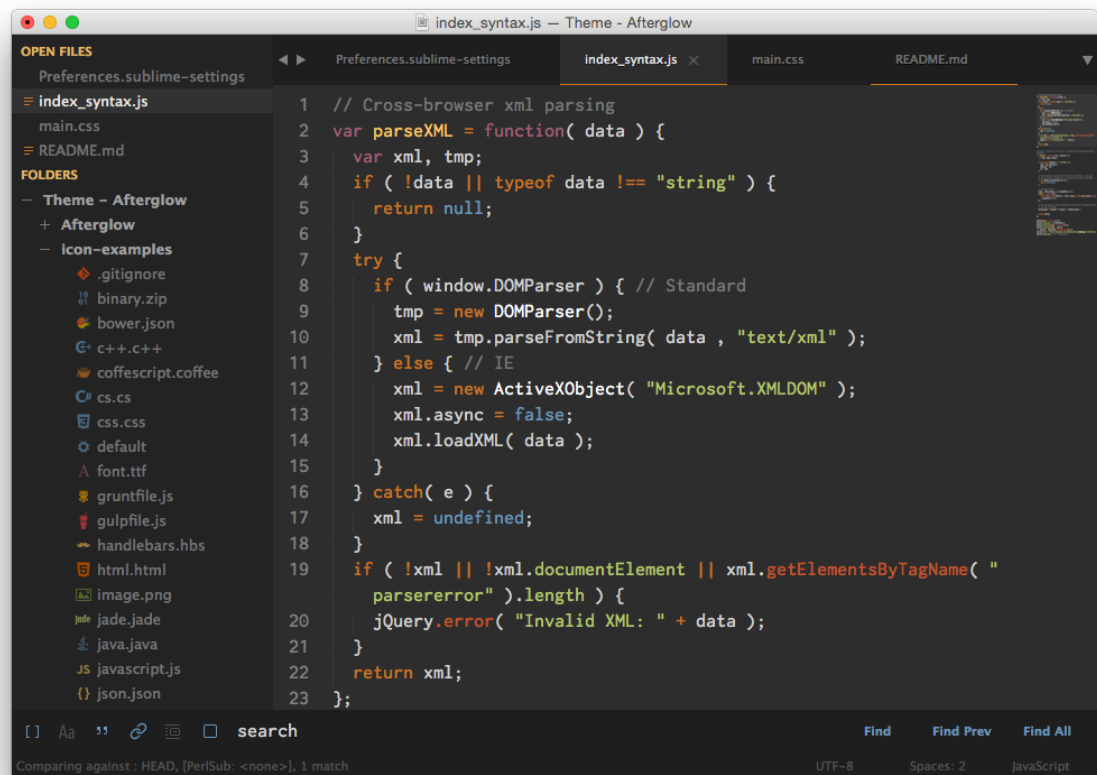 index_syntax.js — Theme - Afterglow
OPEN FILES
Preferences.sublime-settings
index_syntax.js
main.css
README.md
FOLDERS
Theme - Afterglow
Afterglow
icon-examples
.gitignore
binary.zip
bower.json
c++.c++
coffescript.coffee
C# cs.cs
css.css
default
A font.ttf
gruntfile.js
gulpfile.js
handlebars.hbs
html.html
image.png
jade jade.jade
java.java
JS javascript.js
{} json.json
Preferences.sublime-settings index_syntax.js × main.css README.md
1 // Cross-browser xml parsing
2 var parseXML = function( data ) {
3 var xml, tmp;
4 if ( !data || typeof data !== "string" ) {
5 return null;
6 }
7 try {
8 if ( window.DOMParser ) { // Standard
9 tmp = new DOMParser();
10 xml = tmp.parseFromString( data , "text/xml" );
11 } else { // IE
12 xml = new ActiveXObject( "Microsoft.XMLDOM" );
13 xml.async = false;
14 xml.loadXML( data );
15 }
16 } catch( e ) {
17 xml = undefined;
18 }
19 if ( !xml || !xml.documentElement || xml.getElementsByTagName( "
parsererror" ).length ) {
20 jQuery.error( "Invalid XML: " + data );
21 }
22 return xml;
23 };
[] Aa ” search Find Find Prev Find All
Comparing against : HEAD, [PerlSub: <none>], 1 match UTF-8 Spaces: 2 JavaScript